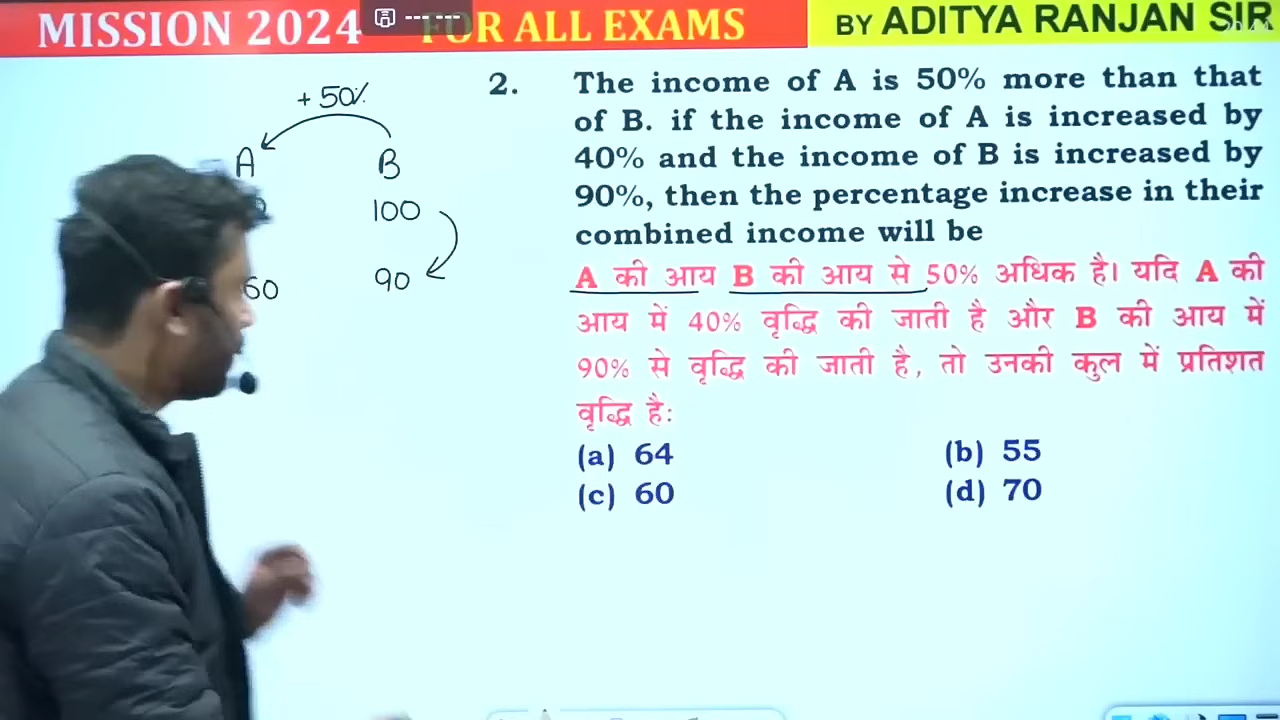 MISSION 2024 FOR ALL EXAMS
BY ADITYA RANJAN SIR
+ 50%
A B
100
60 90
2. The income of A is 50% more than that
of B. if the income of A is increased by
40% and the income of B is increased by
90%, then the percentage increase in their
combined income will be
A की आय B की आय से 50% अधिक है। यदि A की
आय में 40% वृद्धि की जाती है और B की आय में
90% से वृद्धि की जाती है, तो उनकी कुल में प्रतिशत
वृद्धि है:
(a) 64 (b) 55
(c) 60 (d) 70